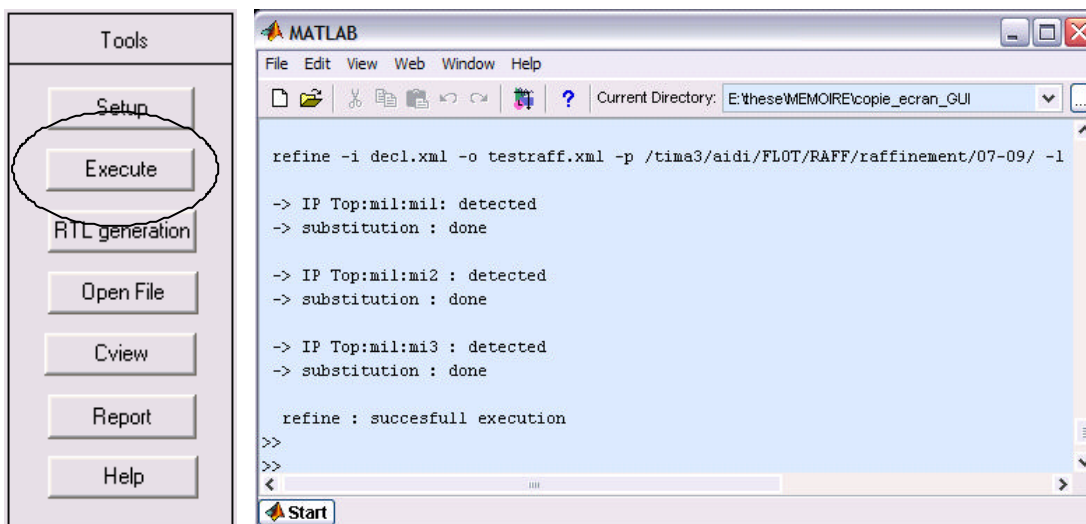 Tools
Setup
Execute
RTL generation
Open File
Cview
Report
Help
MATLAB
File Edit View Web Window Help
? Current Directory: E:\these\MEMOIRE\copie_ecran_GUI ...
refine -i decl.xml -o testraff.xml -p /tima3/aidi/FLOT/RAFF/raffinement/07-09/ -l
-> IP Top:mil:mil: detected
-> substitution : done
-> IP Top:mil:mi2 : detected
-> substitution : done
-> IP Top:mil:mi3 : detected
-> substitution : done
refine : succesfull execution
>>
>>
Start